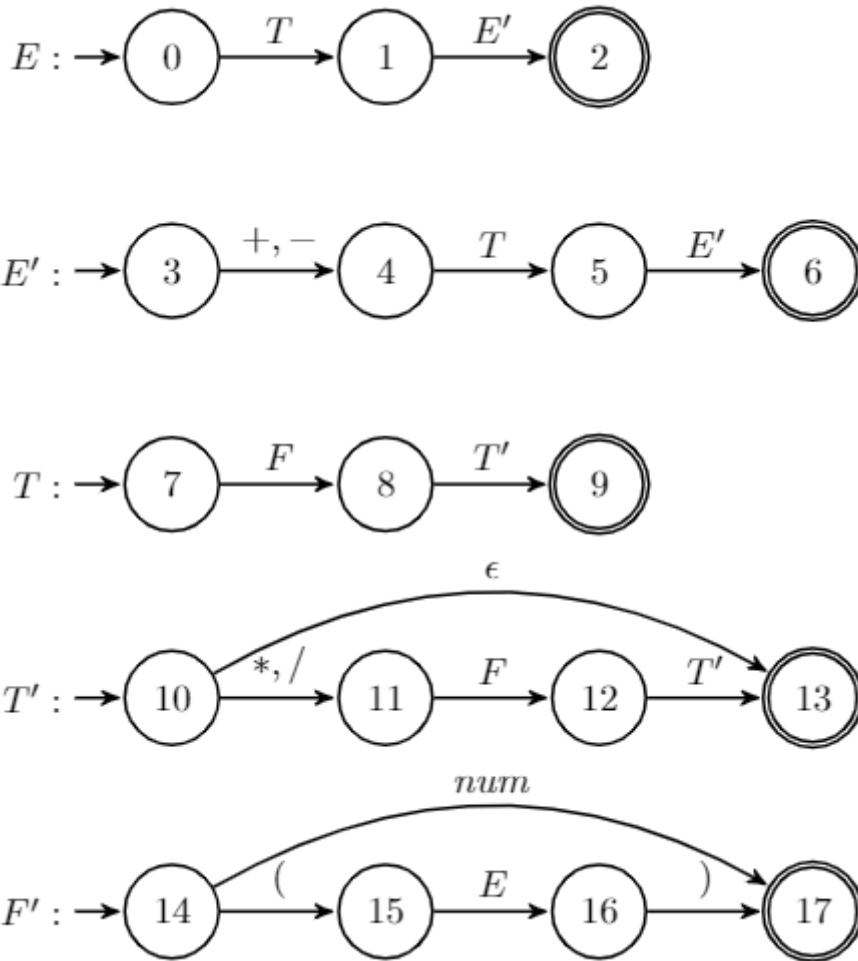 E : 0 T 1 E′ 2
E′ : 3 +, − 4 T 5 E′ 6
T : 7 F 8 T′ 9
ϵ
T′ : 10 *, / 11 F 12 T′ 13
num
F′ : 14 ( 15 E 16 ) 17